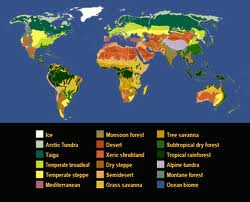 Ice
Arctic Tundra
Taiga
Temperate broadleaf
Temperate steppe
Mediterranean
Monsoon forest
Desert
Xeric shrubland
Dry steppe
Semidesert
Grass savanna
Tree savanna
Subtropical dry forest
Tropical rainforest
Alpine tundra
Montane forest
Ocean biome